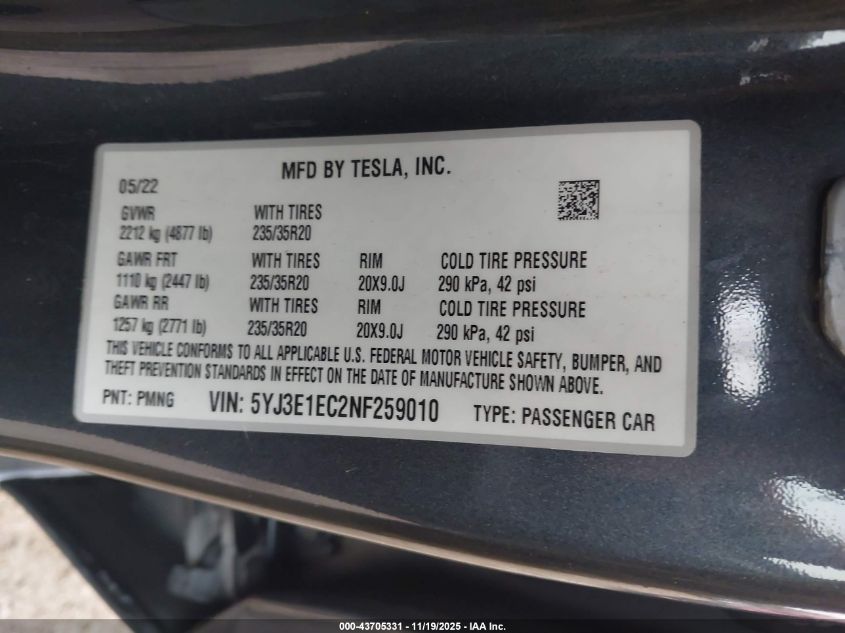 MFD BY TESLA, INC.
05/22
GVWR WITH TIRES
2212 kg (4877 lb) 235/35R20
GAWR FRT WITH TIRES RIM COLD TIRE PRESSURE
1110 kg (2447 lb) 235/35R20 20X9.0J 290 kPa, 42 psi
GAWR RR WITH TIRES RIM COLD TIRE PRESSURE
1257 kg (2771 lb) 235/35R20 20X9.0J 290 kPa, 42 psi
THIS VEHICLE CONFORMS TO ALL APPLICABLE U.S. FEDERAL MOTOR VEHICLE SAFETY, BUMPER, AND
THEFT PREVENTION STANDARDS IN EFFECT ON THE DATE OF MANUFACTURE SHOWN ABOVE.
PNT: PMNG VIN: 5YJ3E1EC2NF259010 TYPE: PASSENGER CAR
000-43705331 - 11/19/2025 - IAA Inc.